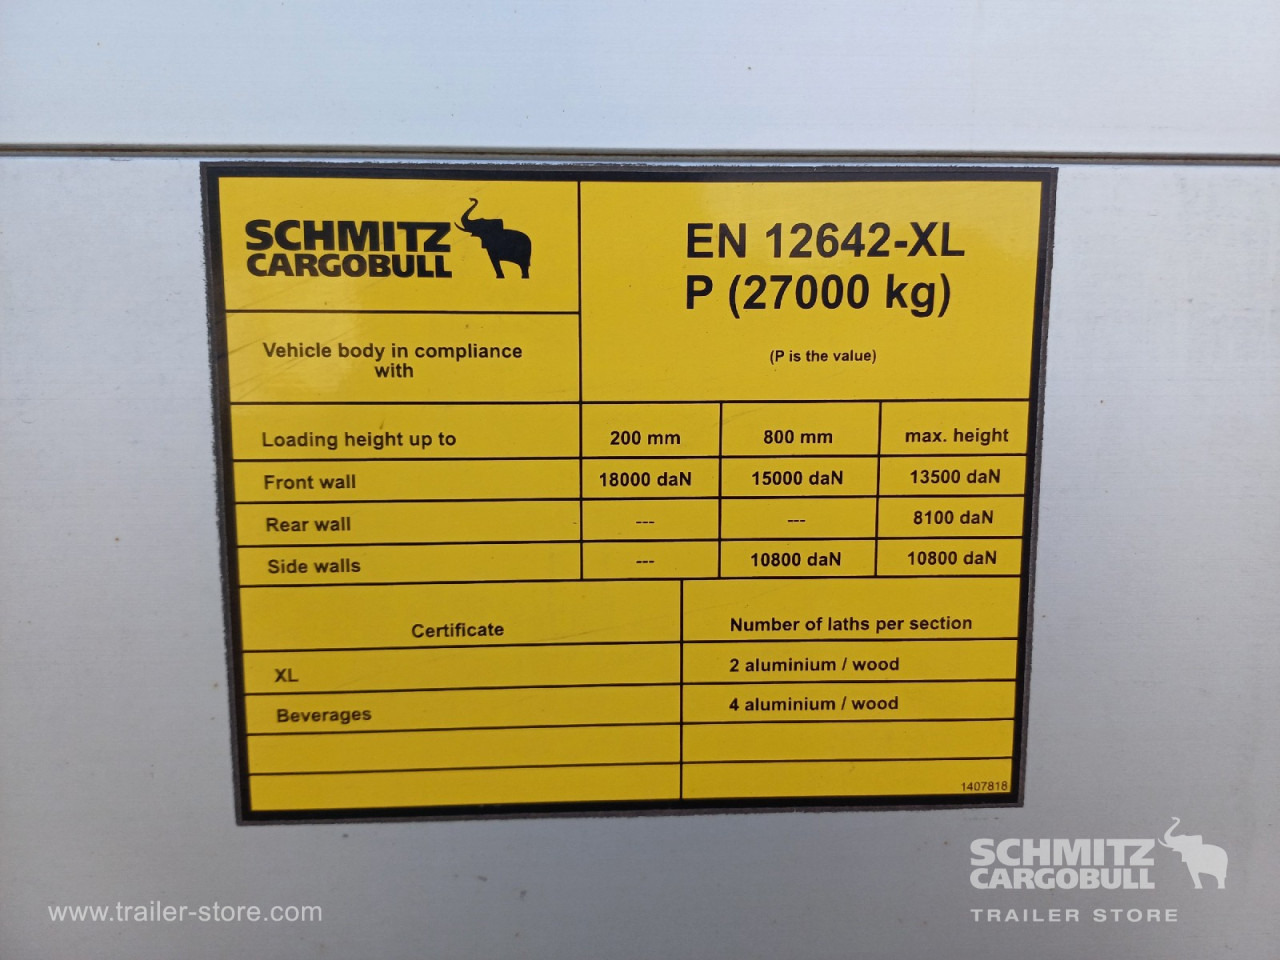 SCHMITZ
CARGOBULL
EN 12642-XL
P (27000 kg)
(P is the value)
Vehicle body in compliance
with
Loading height up to 200 mm 800 mm max. height
Front wall 18000 daN 15000 daN 13500 daN
Rear wall --- --- 8100 daN
Side walls --- 10800 daN 10800 daN
Certificate Number of laths per section
XL 2 aluminium / wood
Beverages 4 aluminium / wood
1407818
SCHMITZ
CARGOBULL
TRAILER STORE
www.trailer-store.com